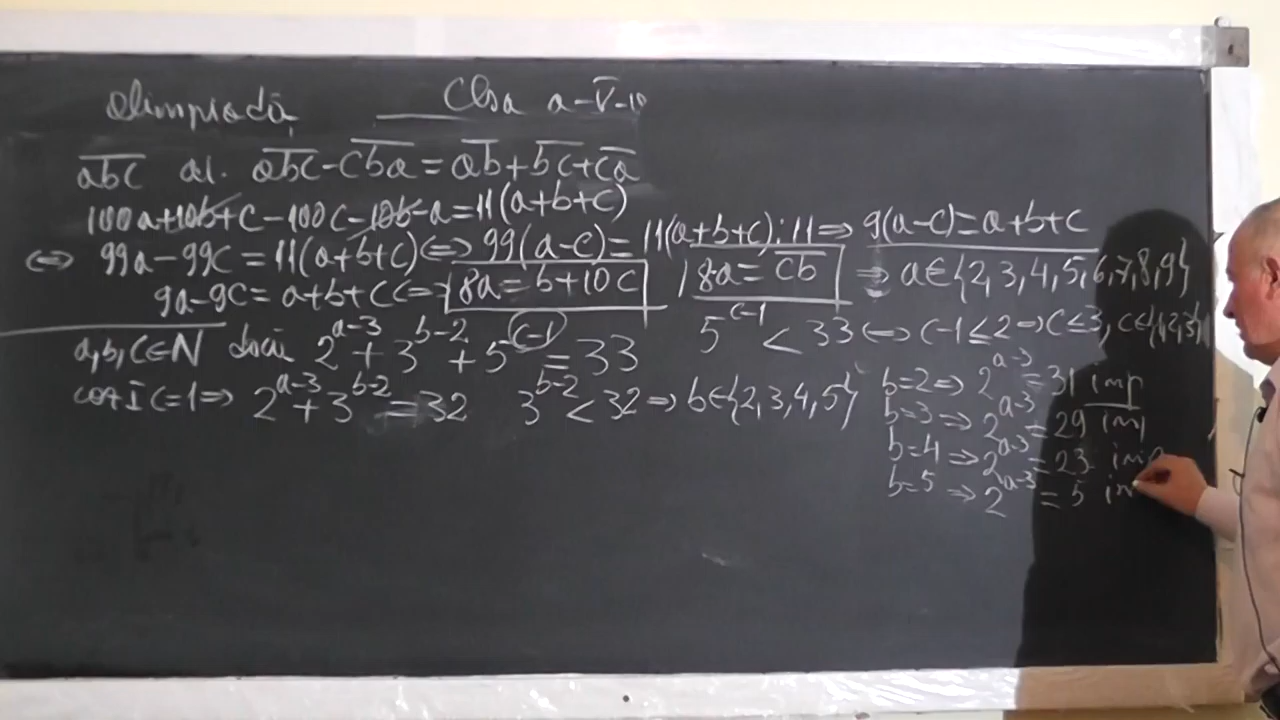 Olimpiadă Clsa a-V-a
abc a.î. abc-cba=ab+bc+ca
100a+10b+c-100c-10b-a=11(a+b+c)
⇔ 99a-99c=11(a+b+c)⇔99(a-c)=11(a+b+c):11⇒9(a-c)=a+b+c
9a-9c=a+b+c⇔ 8a=b+10c 8·a=cb ⇒ a∈{2,3,4,5,6,7,8,9}
a,b,c∈N dacă 2^(a-3)+3^(b-2)+5^(c-1)=33 5^(c-1)<33⇔c-1≤2⇒c≤3, c∈{1,2,3}
caz I c=1⇒ 2^(a-3)+3^(b-2)=32 3^(b-2)<32⇒b∈{2,3,4,5}
b=2⇒2^(a-3)=31 imp
b=3⇒2^(a-3)=29 imp
b=4⇒2^(a-3)=23 imp
b=5⇒2^(a-3)=5 im